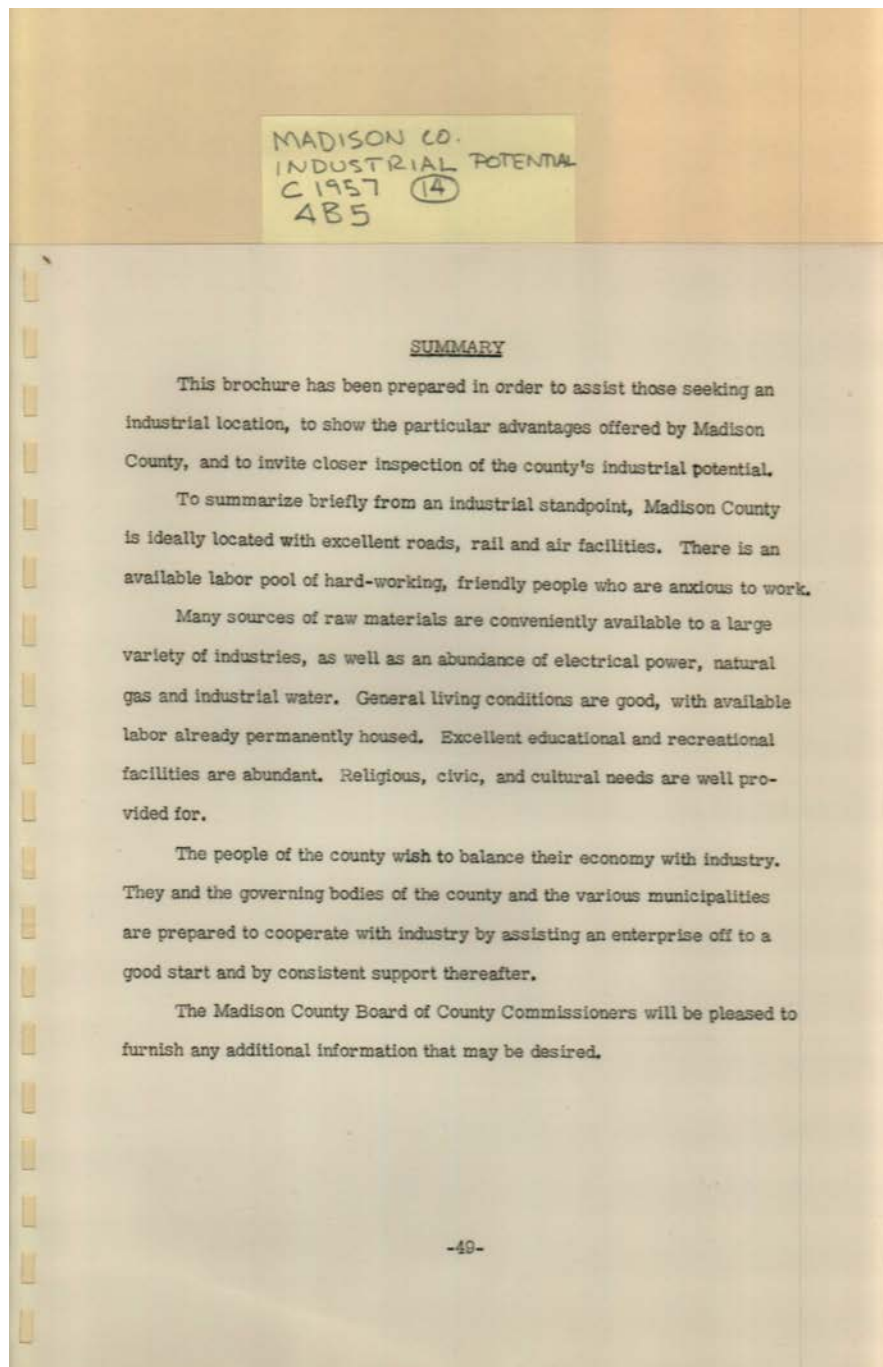 MADISON CO.
INDUSTRIAL POTENTIAL
C 1957 14
4B5
SUMMARY
This brochure has been prepared in order to assist those seeking an
industrial location, to show the particular advantages offered by Madison
County, and to invite closer inspection of the county's industrial potential.
To summarize briefly from an industrial standpoint, Madison County
is ideally located with excellent roads, rail and air facilities. There is an
available labor pool of hard-working, friendly people who are anxious to work.
Many sources of raw materials are conveniently available to a large
variety of industries, as well as an abundance of electrical power, natural
gas and industrial water. General living conditions are good, with available
labor already permanently housed. Excellent educational and recreational
facilities are abundant. Religious, civic, and cultural needs are well pro-
vided for.
The people of the county wish to balance their economy with industry.
They and the governing bodies of the county and the various municipalities
are prepared to cooperate with industry by assisting an enterprise off to a
good start and by consistent support thereafter.
The Madison County Board of County Commissioners will be pleased to
furnish any additional information that may be desired.
-49-